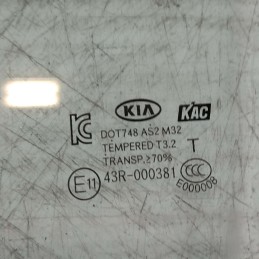 KIA KAC
DOT748 AS2 M32
TEMPERED T3.2 T
TRANSP.≥70%
E11 43R-000381
CCC
E000008